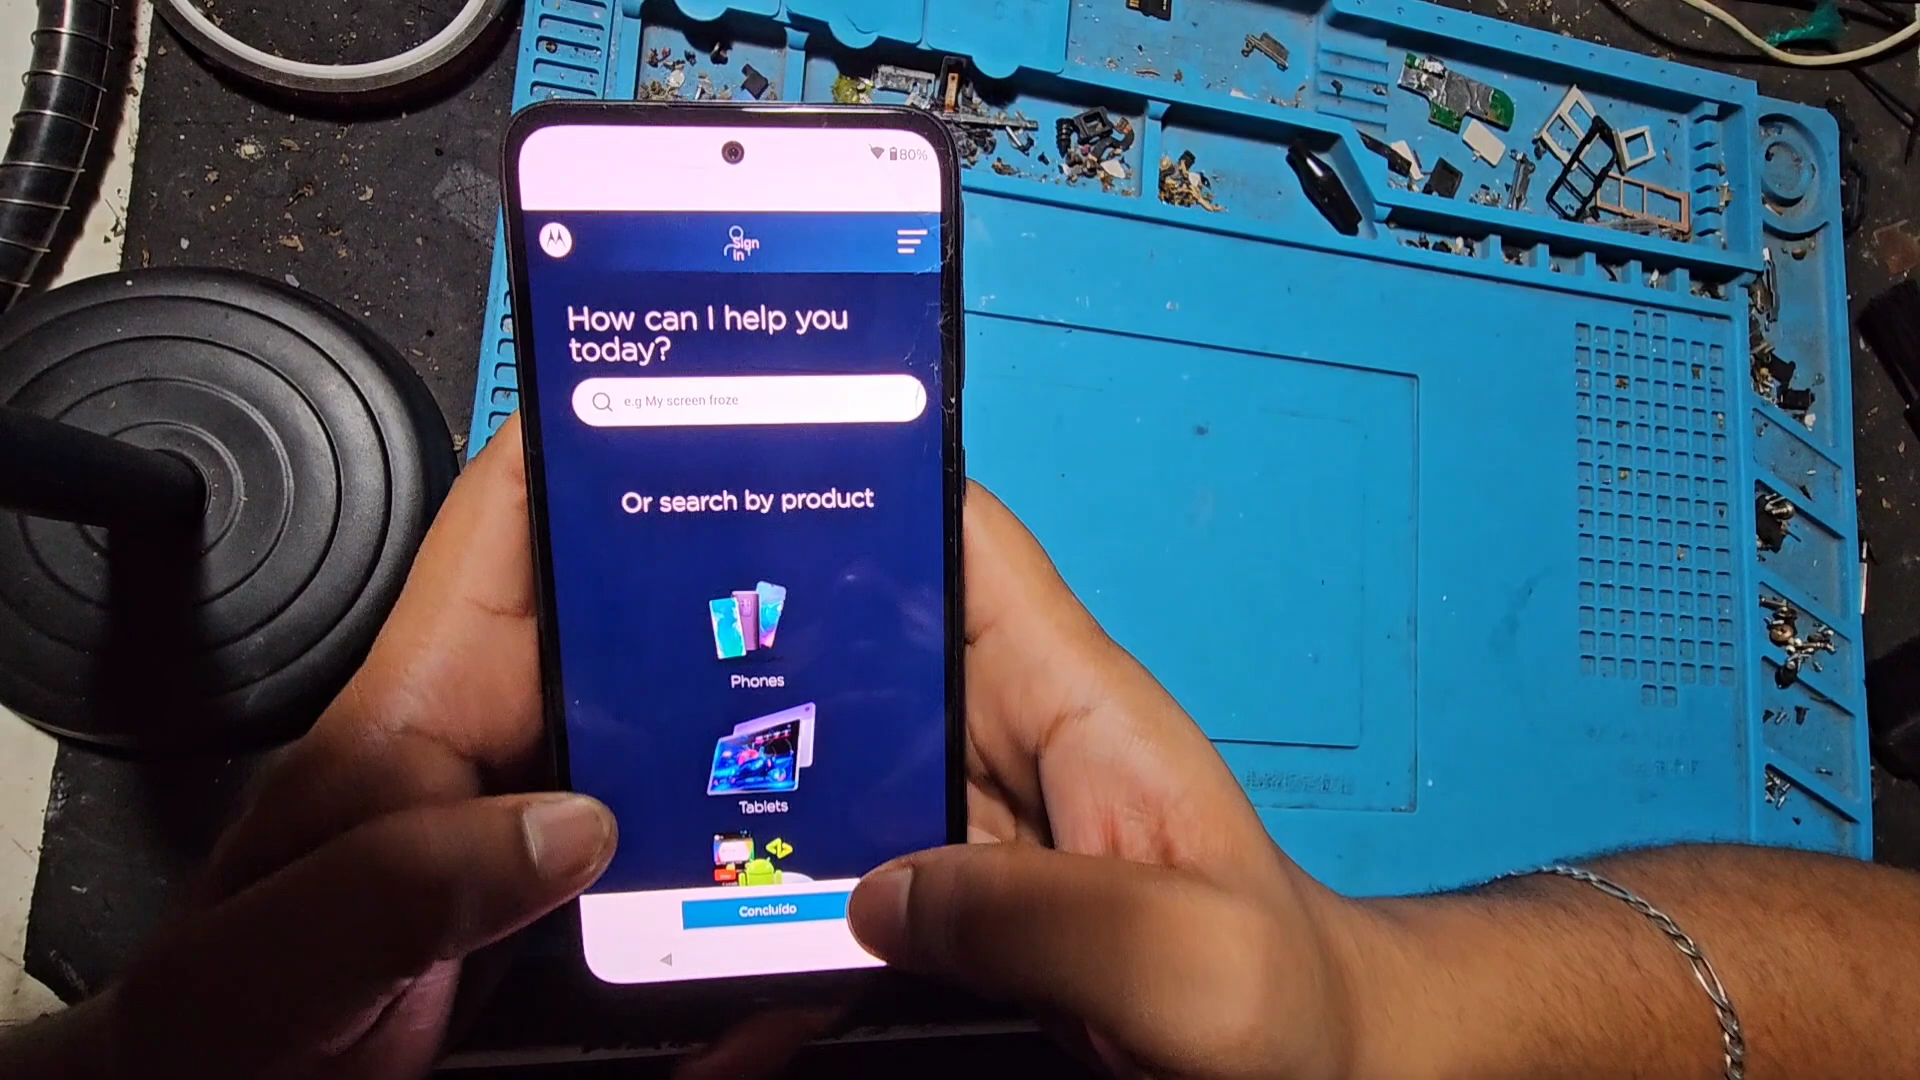 80%
Sign
in
How can I help you
today?
e.g My screen froze
Or search by product
Phones
Tablets
Concluído